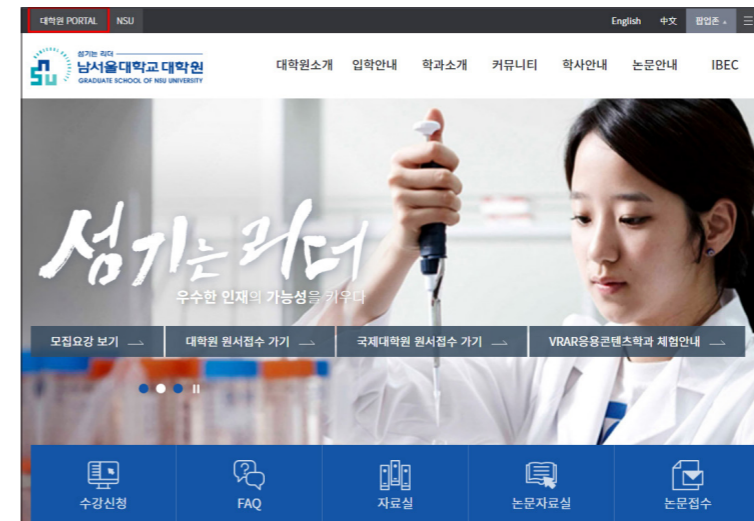 대학원 PORTAL NSU English 中文 팝업존
섬기는 리더
남서울대학교 대학원
GRADUATE SCHOOL OF NSU UNIVERSITY
대학원소개 입학안내 학과소개 커뮤니티 학사안내 논문안내 IBEC
섬기는 리더
우수한 인재의 가능성을 키우다
모집요강 보기 대학원 원서접수 가기 국제대학원 원서접수 가기 VRAR응용콘텐츠학과 체험안내
수강신청 FAQ 자료실 논문자료실 논문접수